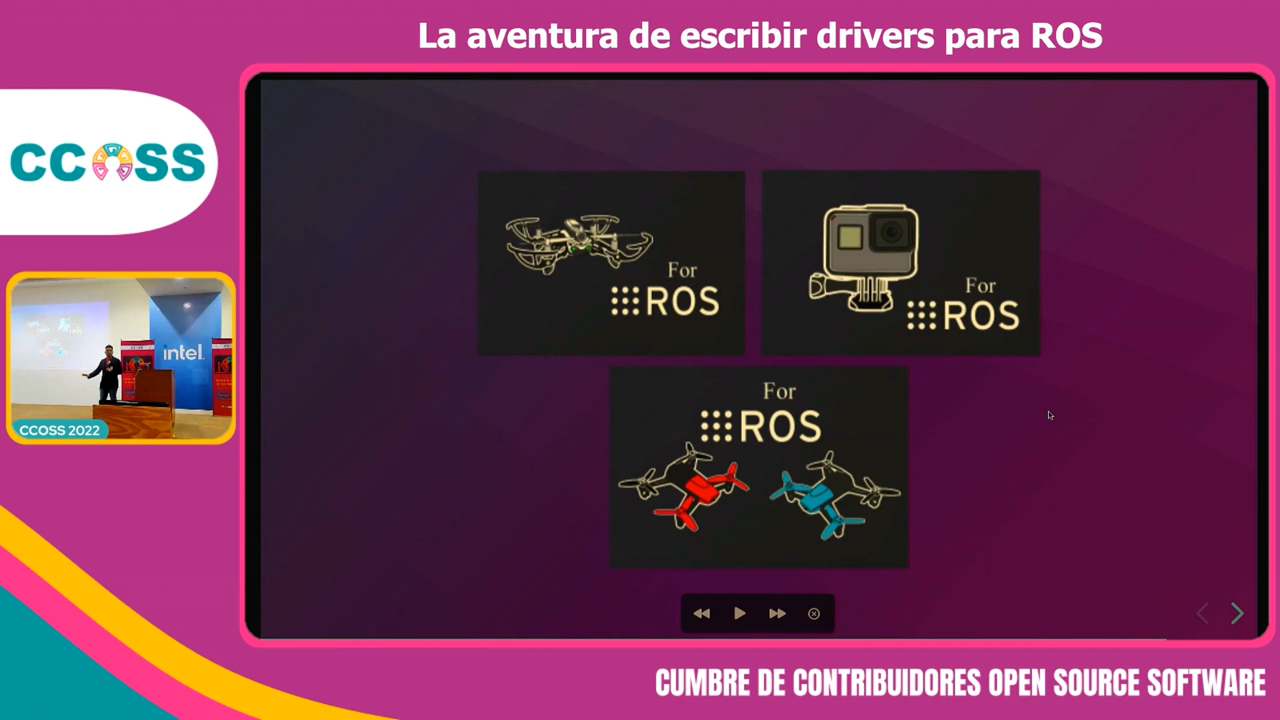 La aventura de escribir drivers para ROS
CCOSS
intel.
CCOSS 2022
For
ROS
For
ROS
For
ROS
CUMBRE DE CONTRIBUIDORES OPEN SOURCE SOFTWARE